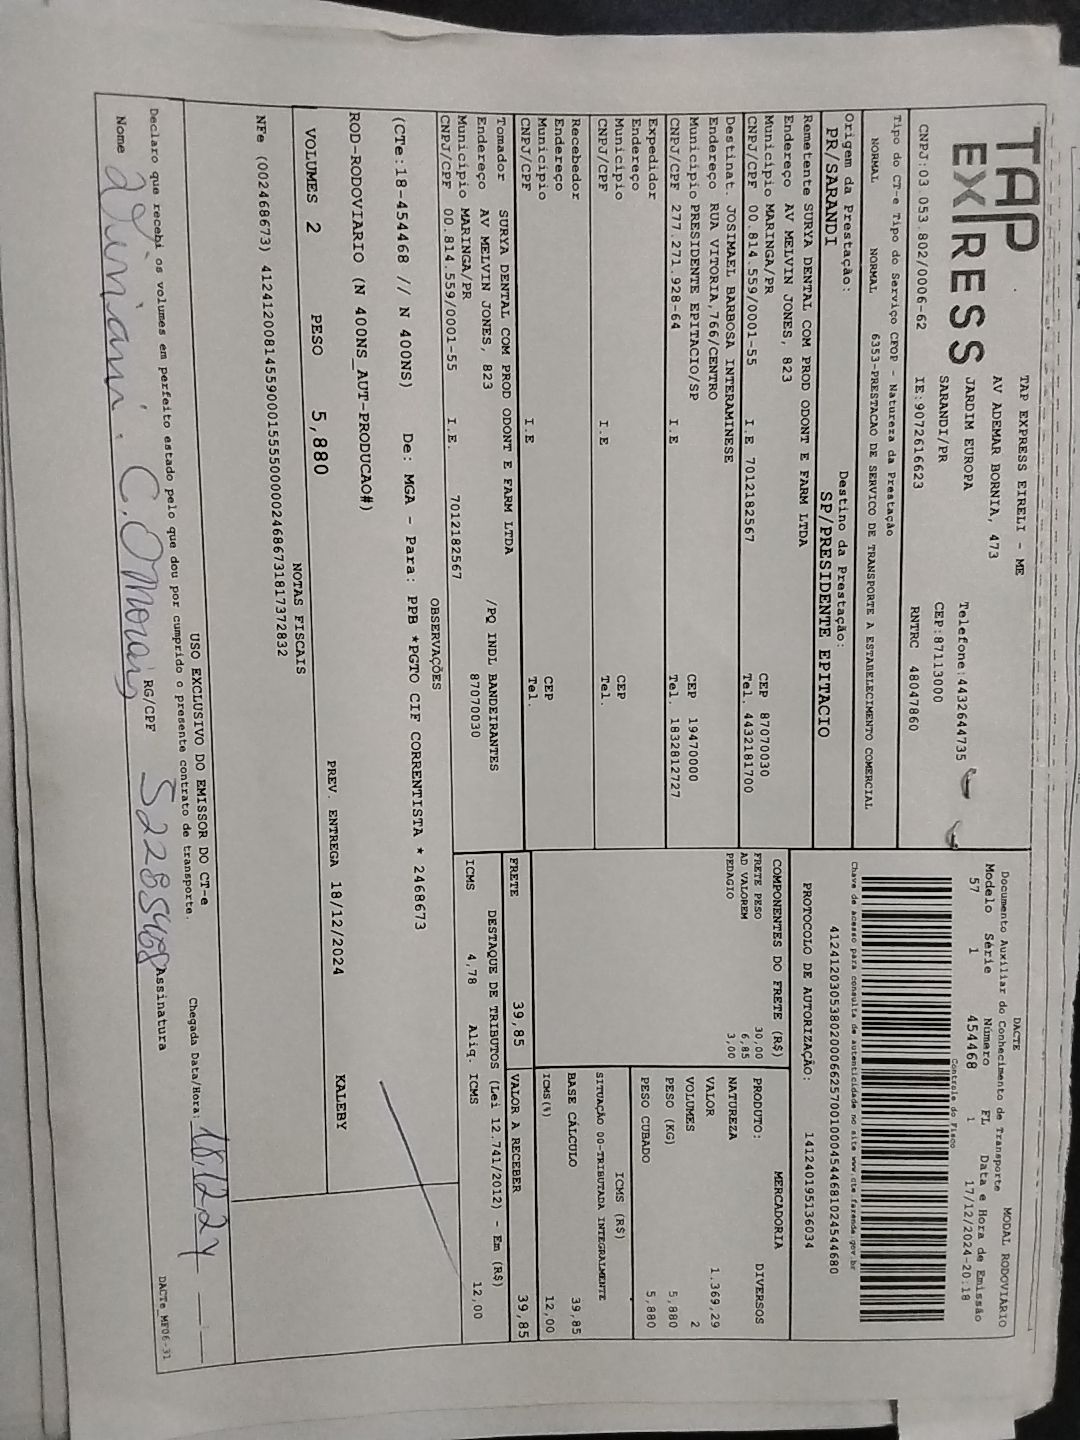 TAP
EXPRESS
TAP EXPRESS EIRELI - ME
AV ADEMAR BORNIA, 473
JARDIM EUROPA Telefone:4432644735
SARANDI/PR CEP:87113000
CNPJ:03 053.802/0006-62 IE:9072616623 RNTRC 48047860
Tipo do CT-e Tipo do Serviço CFOP - Natureza da Prestação
NORMAL NORMAL 6353-PRESTACAO DE SERVICO DE TRANSPORTE A ESTABELECIMENTO COMERCIAL
Origem da Prestação: Destino da Prestação:
PR/SARANDI SP/PRESIDENTE EPITACIO
Remetente SURYA DENTAL COM PROD ODONT E FARM LTDA
Endereço AV MELVIN JONES, 823
Municipio MARINGA/PR CEP 87070030
CNPJ/CPF 00.814.559/0001-55 I.E 7012182567 Tel. 4432181700
Destinat. JOSIMAEL BARBOSA INTERAMINESE
Endereço RUA VITORIA,766/CENTRO
Municipio PRESIDENTE EPITACIO/SP CEP 19470000
CNPJ/CPF 277.271.928-64 I.E Tel. 1832812727
Expedidor
Endereço
Municipio CEP
CNPJ/CPF I.E Tel.
Recebedor
Endereço
Municipio CEP
CNPJ/CPF I.E Tel.
Tomador SURYA DENTAL COM PROD ODONT E FARM LTDA
Endereço AV MELVIN JONES, 823 /PQ INDL BANDEIRANTES
Municipio MARINGA/PR 87070030
CNPJ/CPF 00.814.559/0001-55 I.E. 7012182567
DACTE MODAL RODOVIARIO
Documento Auxiliar do Conhecimento de Transporte
Modelo Série Número FL Data e Hora de Emissão
57 1 454468 1 17/12/2024-20:18
Controle do Fisco
Chave de acesso para consulta de autenticidade no site www.cte.fazenda.gov.br
41241203053802000662570010004544681024544680
PROTOCOLO DE AUTORIZAÇÃO: 141240195136034
COMPONENTES DO FRETE (R$)
FRETE PESO 30,00
AD VALOREM 6,85
PEDAGIO 3,00
MERCADORIA
PRODUTO: DIVERSOS
NATUREZA
VALOR 1.369,29
VOLUMES 2
PESO (KG) 5,880
PESO CUBADO 5,880
ICMS (R$)
SITUAÇÃO 00-TRIBUTADA INTEGRALMENTE
BASE CÁLCULO 39,85
ICMS(%) 12,00
FRETE 39,85 VALOR A RECEBER 39,85
DESTAQUE DE TRIBUTOS (Lei 12.741/2012) - Em (R$)
ICMS 4,78 Aliq. ICMS 12,00
OBSERVAÇÕES
(CTe:18-454468 // N 400NS) De: MGA - Para: PPB *PGTO CIF CORRENTISTA * 2468673
ROD-RODOVIARIO (N 400NS_AUT-PRODUCAO#)
VOLUMES 2 PESO 5,880 PREV. ENTREGA 18/12/2024 KALEBY
NOTAS FISCAIS
NFe (002468673) 41241200814559000155550000024686731817372832
USO EXCLUSIVO DO EMISSOR DO CT-e
Declaro que recebi os volumes em perfeito estado pelo que dou por cumprido o presente contrato de transporte. Chegada Data/Hora: 18.12.24
Nome RG/CPF 52285468 Assinatura
DACTe_MF06-31